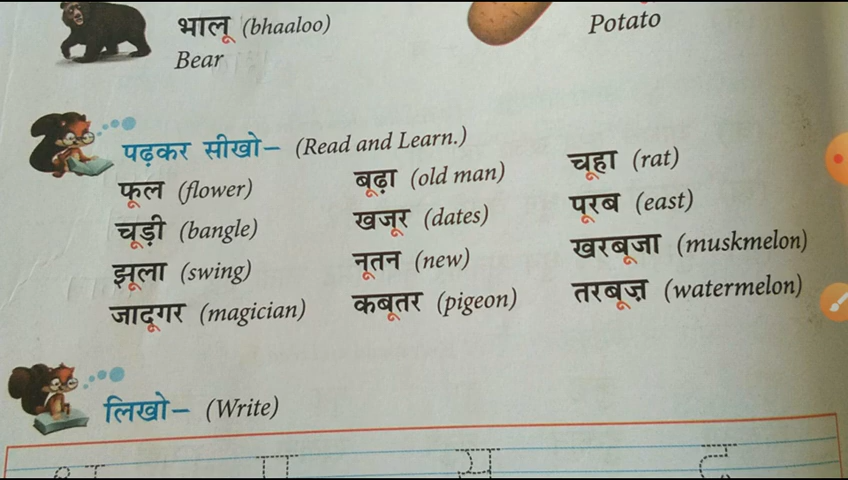 भालू (bhaaloo)
Bear
Potato
पढ़कर सीखो– (Read and Learn.)
फूल (flower) बूढ़ा (old man) चूहा (rat)
चूड़ी (bangle) खजूर (dates) पूरब (east)
झूला (swing) नूतन (new) खरबूजा (muskmelon)
जादूगर (magician) कबूतर (pigeon) तरबूज़ (watermelon)
लिखो– (Write)